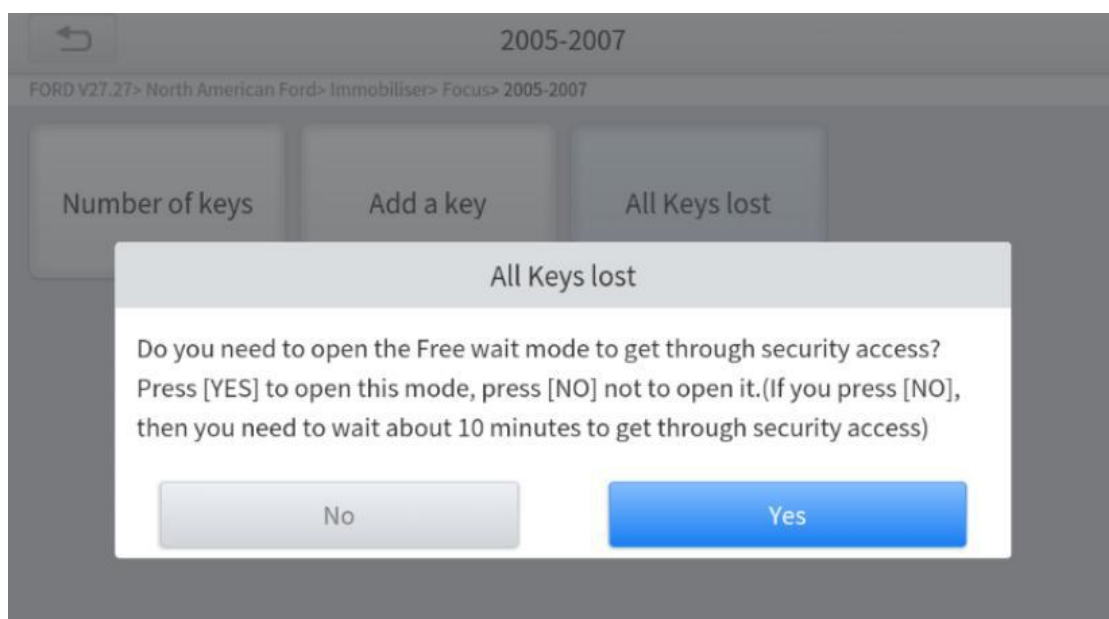 2005-2007
FORD V27.27> North American Ford> Immobiliser> Focus> 2005-2007
Number of keys
Add a key
All Keys lost
All Keys lost
Do you need to open the Free wait mode to get through security access?
Press [YES] to open this mode, press [NO] not to open it.(If you press [NO],
then you need to wait about 10 minutes to get through security access)
No
Yes